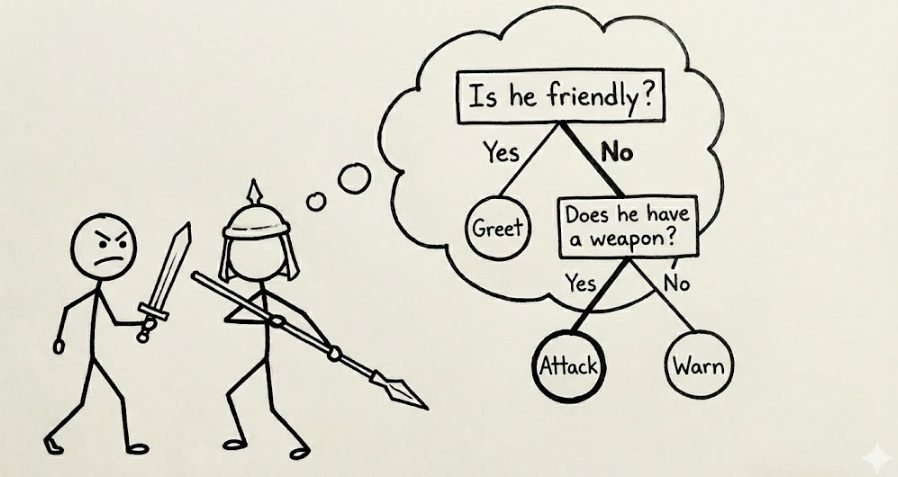 Is he friendly?
Yes
No
Greet
Does he have
a weapon?
Yes
No
Attack
Warn